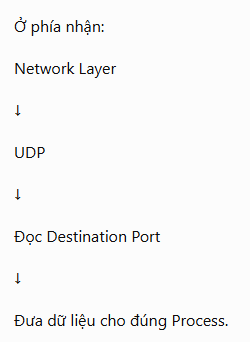 Ở phía nhận:
Network Layer
↓
UDP
↓
Đọc Destination Port
↓
Đưa dữ liệu cho đúng Process.